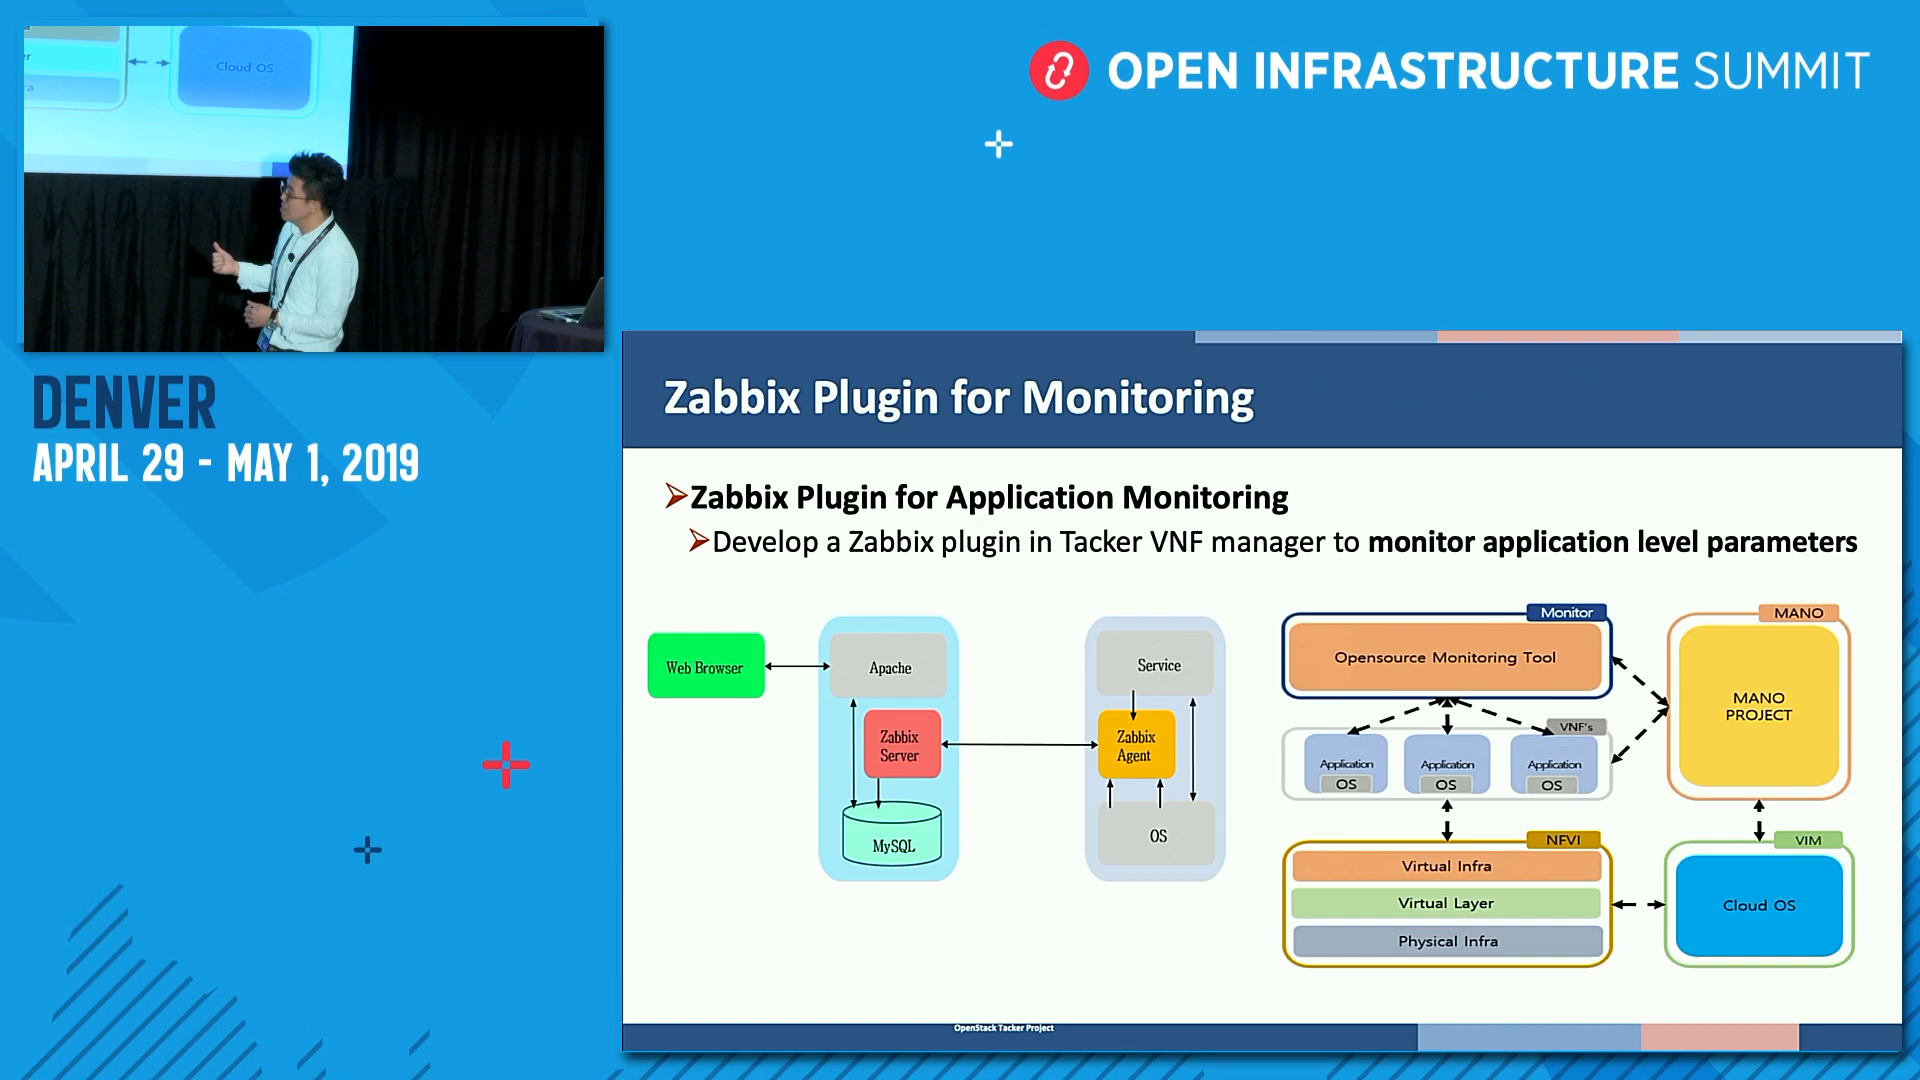 Cloud OS
OPEN INFRASTRUCTURE SUMMIT
DENVER
APRIL 29 - MAY 1, 2019
Zabbix Plugin for Monitoring
Zabbix Plugin for Application Monitoring
Develop a Zabbix plugin in Tacker VNF manager to monitor application level parameters
Web Browser
Apache
Zabbix
Server
MySQL
Service
Zabbix
Agent
OS
Monitor
Opensource Monitoring Tool
VNF's
Application
OS
Application
OS
Application
OS
NFVI
Virtual Infra
Virtual Layer
Physical Infra
MANO
MANO
PROJECT
VIM
Cloud OS
OpenStack Tacker Project